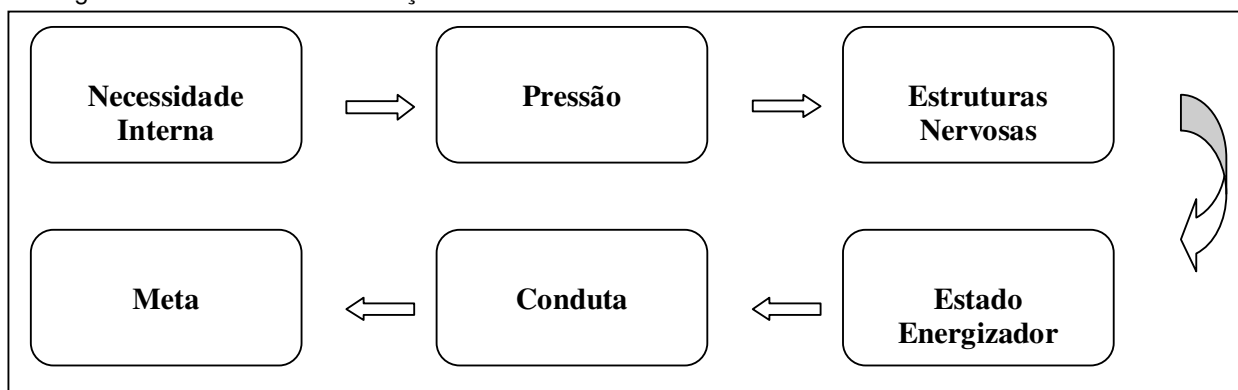 Necessidade
Interna
Pressão
Estruturas
Nervosas
Estado
Energizador
Conduta
Meta